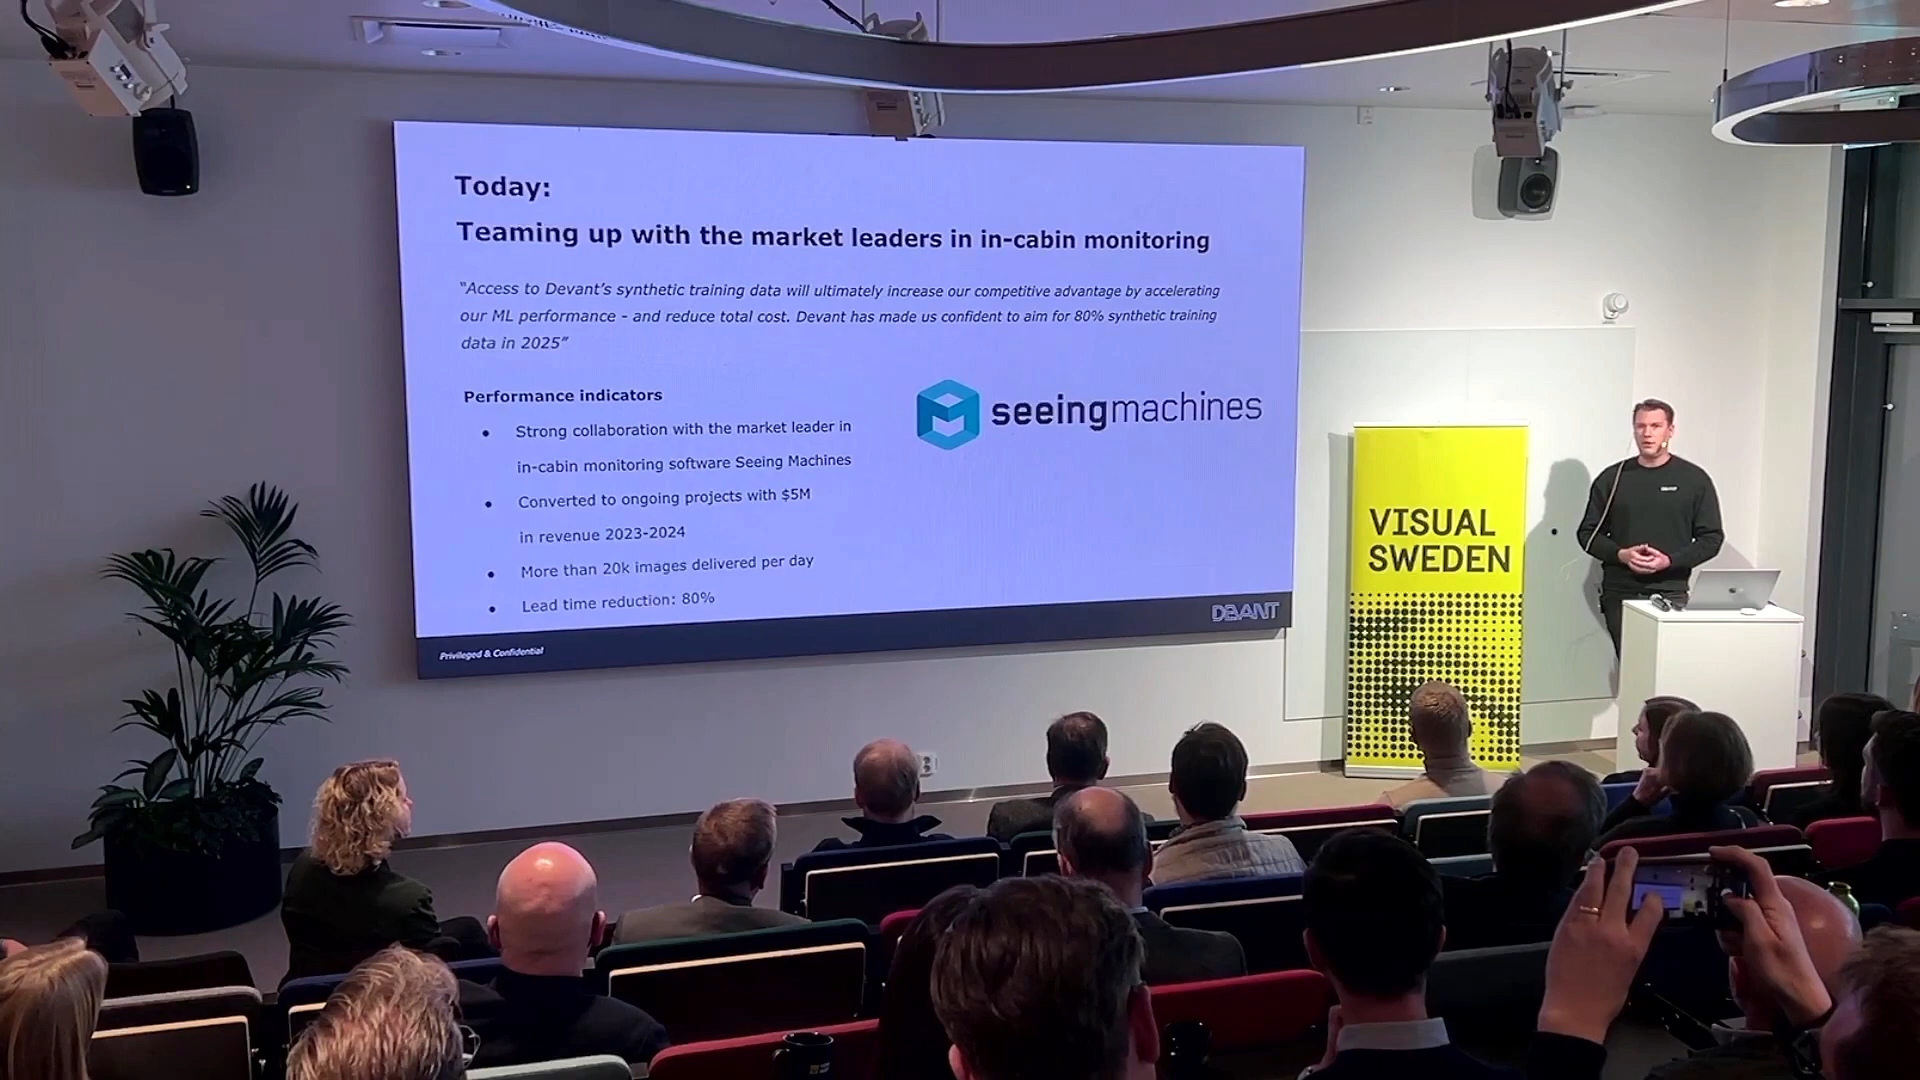 Today:
Teaming up with the market leaders in in-cabin monitoring
"Access to Devant's synthetic training data will ultimately increase our competitive advantage by accelerating
our ML performance - and reduce total cost. Devant has made us confident to aim for 80% synthetic training
data in 2025"
Performance indicators
• Strong collaboration with the market leader in
in-cabin monitoring software Seeing Machines
• Converted to ongoing projects with $5M
in revenue 2023-2024
• More than 20k images delivered per day
• Lead time reduction: 80%
seeingmachines
Privileged & Confidential
DEVANT
VISUAL
SWEDEN